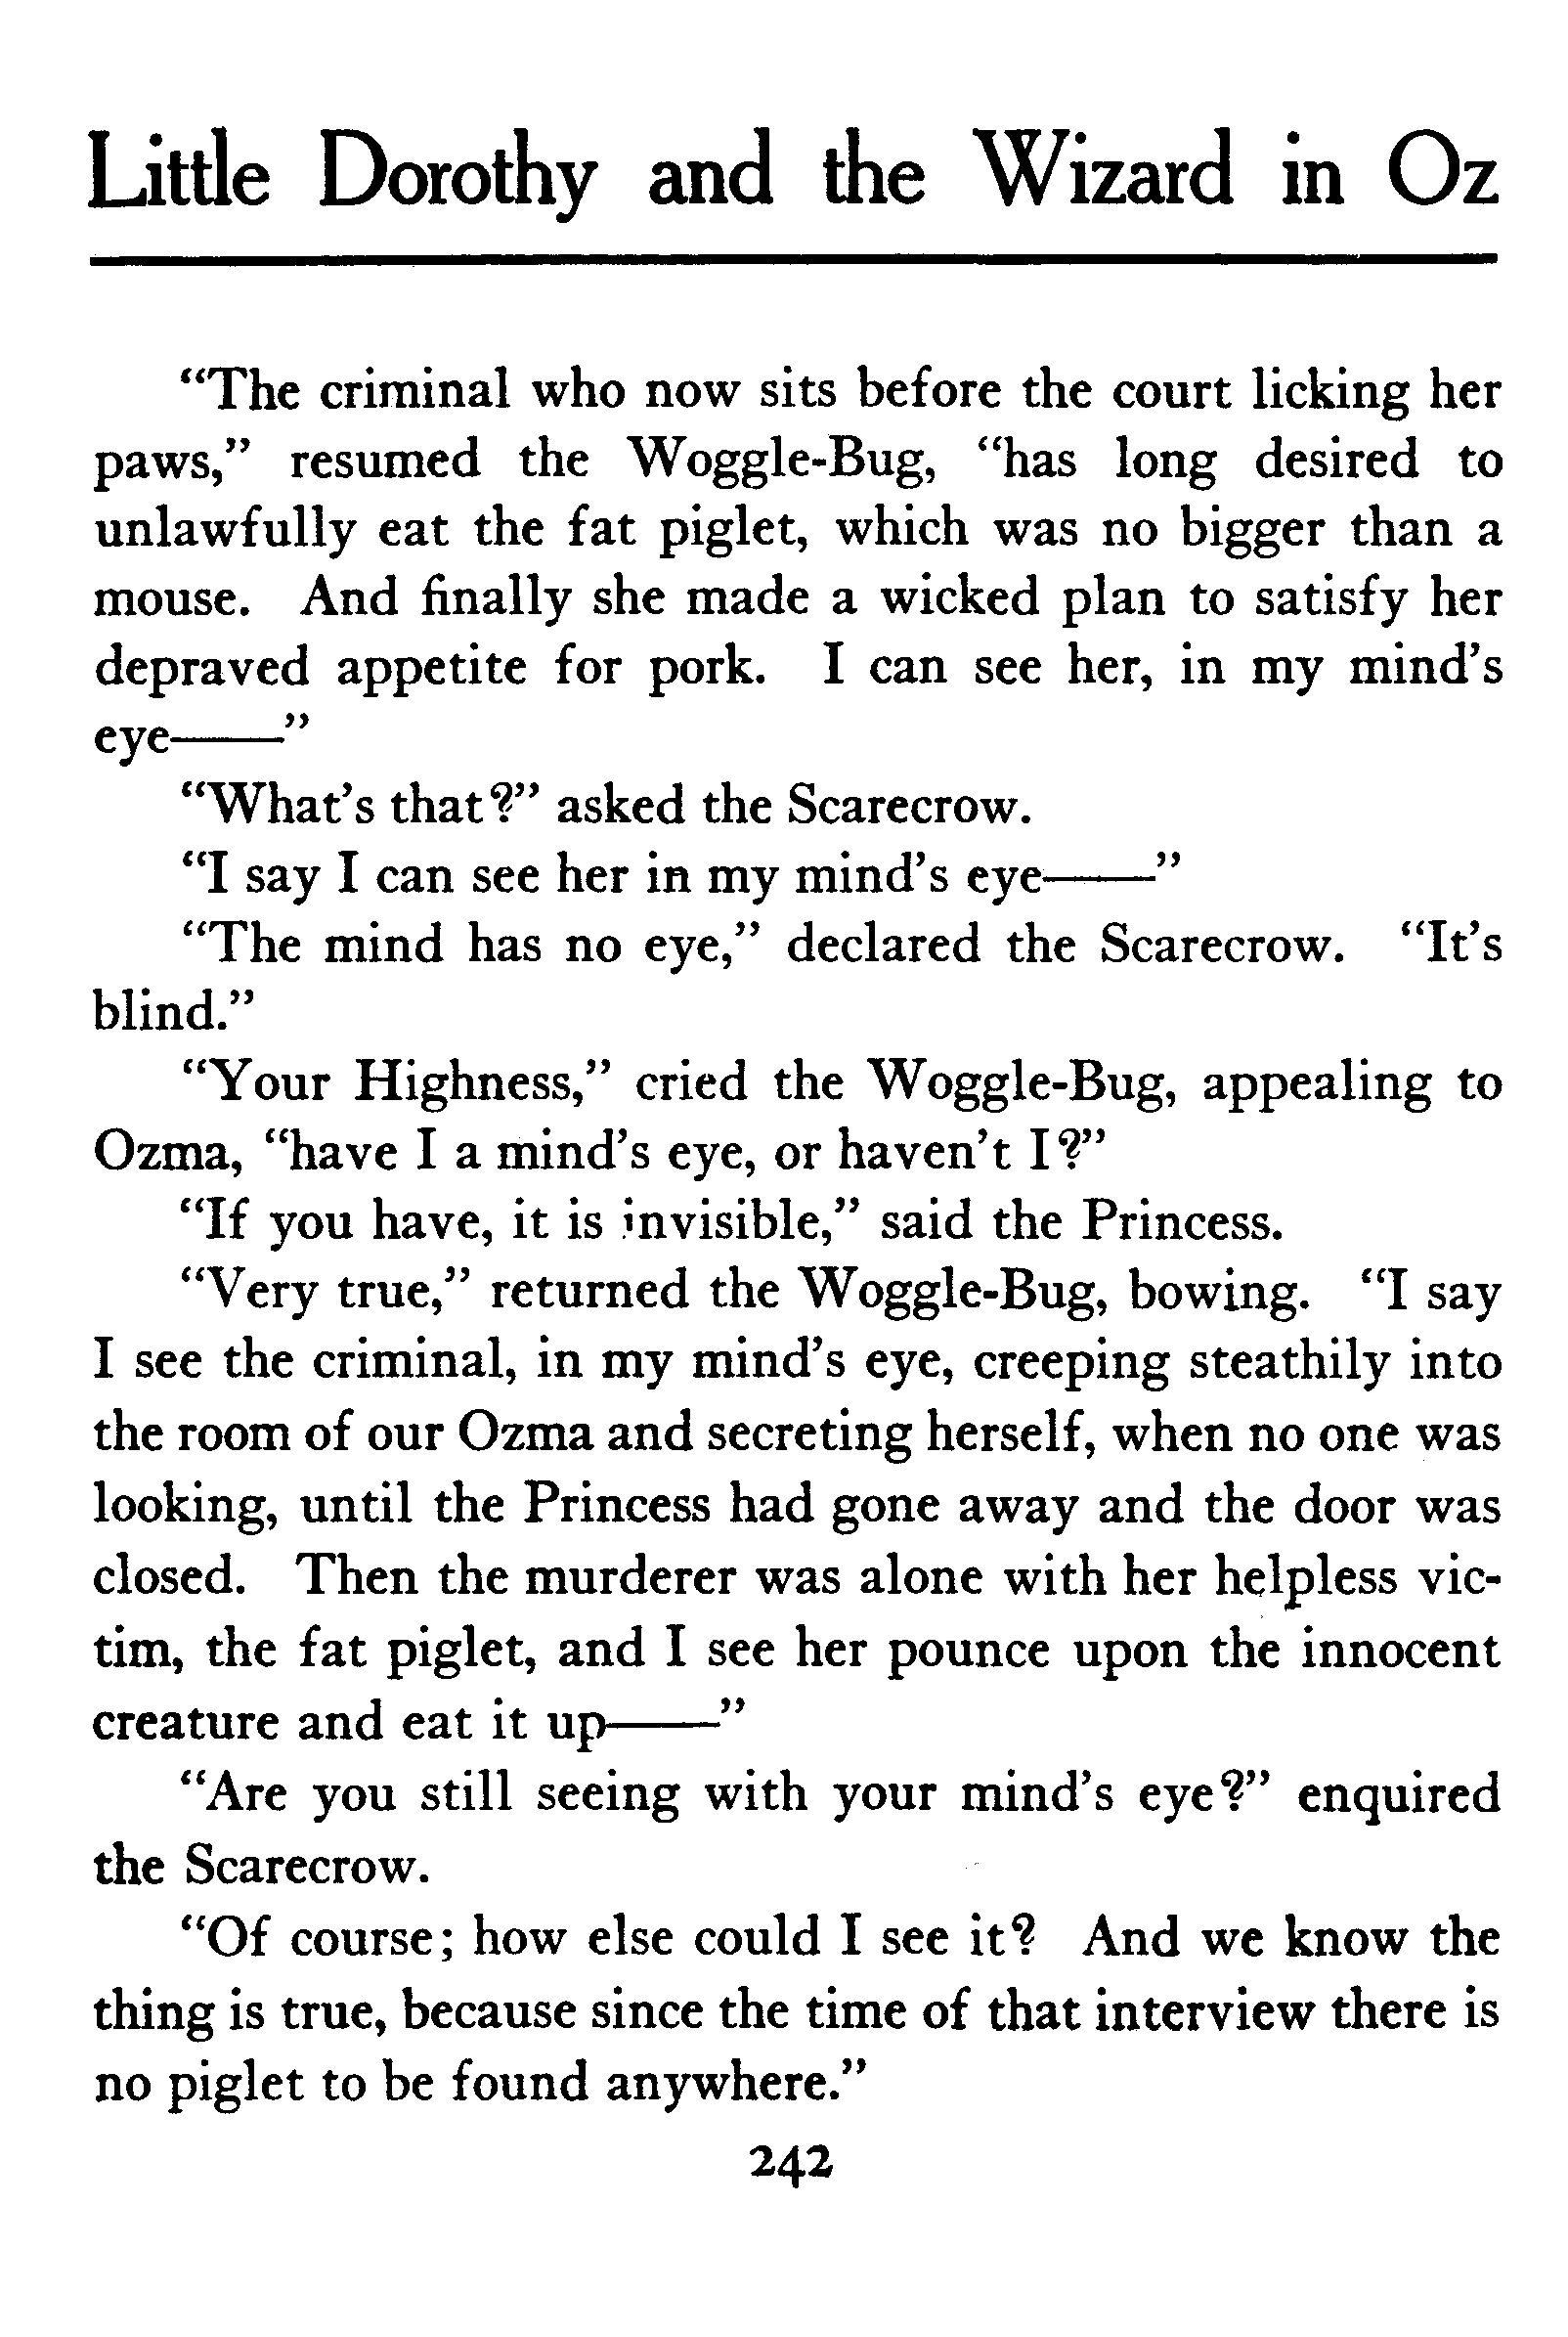 Little Dorothy and the Wizard in Oz
“The criminal who now sits before the court licking her
paws,” resumed the Woggle-Bug, “has long desired to
unlawfully eat the fat piglet, which was no bigger than a
mouse. And finally she made a wicked plan to satisfy her
depraved appetite for pork. I can see her, in my mind’s
eye——”
“What’s that?” asked the Scarecrow.
“I say I can see her in my mind’s eye——”
“The mind has no eye,” declared the Scarecrow. “It’s
blind.”
“Your Highness,” cried the Woggle-Bug, appealing to
Ozma, “have I a mind’s eye, or haven’t I?”
“If you have, it is invisible,” said the Princess.
“Very true,” returned the Woggle-Bug, bowing. “I say
I see the criminal, in my mind’s eye, creeping steathily into
the room of our Ozma and secreting herself, when no one was
looking, until the Princess had gone away and the door was
closed. Then the murderer was alone with her helpless vic-
tim, the fat piglet, and I see her pounce upon the innocent
creature and eat it up——”
“Are you still seeing with your mind’s eye?” enquired
the Scarecrow.
“Of course; how else could I see it? And we know the
thing is true, because since the time of that interview there is
no piglet to be found anywhere.”
242